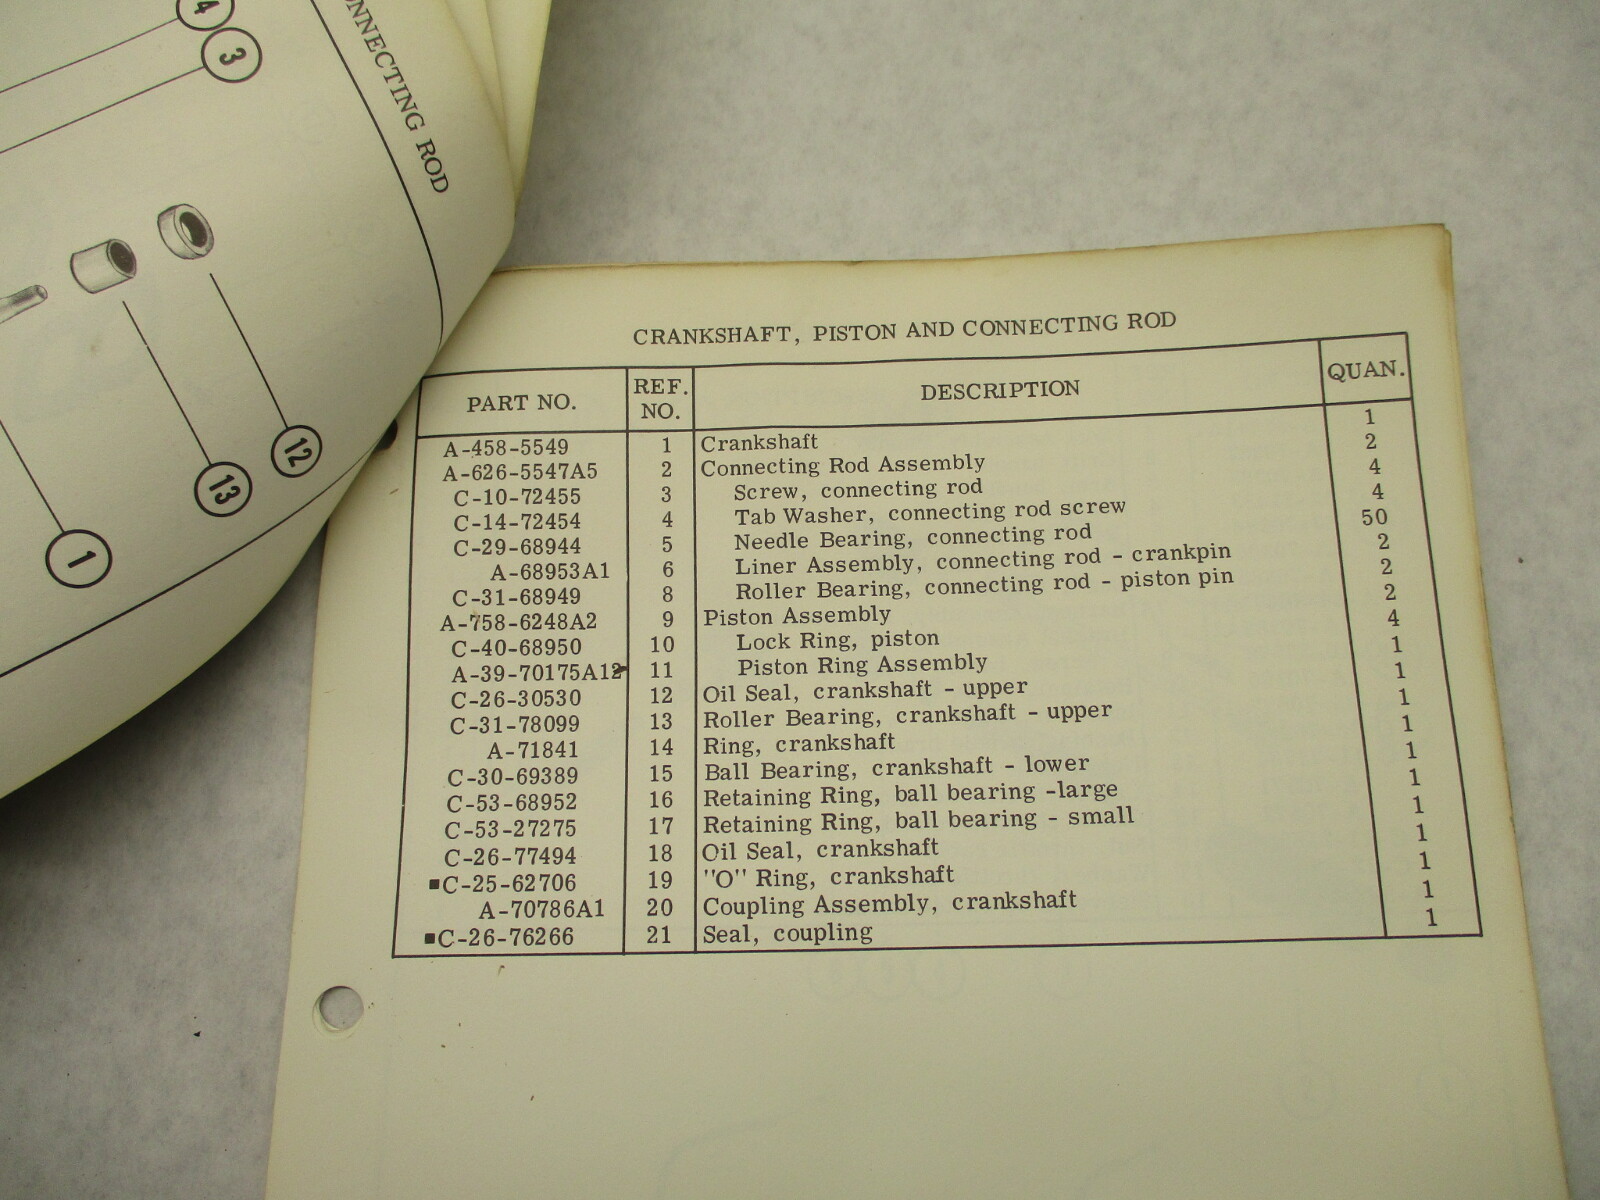 4
3
ONNECTING ROD
12
13
1
CRANKSHAFT, PISTON AND CONNECTING ROD
PART NO. REF. NO. DESCRIPTION QUAN.
A-458-5549 1 Crankshaft 1
A-626-5547A5 2 Connecting Rod Assembly 2
C-10-72455 3 Screw, connecting rod 4
C-14-72454 4 Tab Washer, connecting rod screw 4
C-29-68944 5 Needle Bearing, connecting rod 50
A-68953A1 6 Liner Assembly, connecting rod - crankpin 2
C-31-68949 8 Roller Bearing, connecting rod - piston pin 2
A-758-6248A2 9 Piston Assembly 2
C-40-68950 10 Lock Ring, piston 4
A-39-70175A12 11 Piston Ring Assembly 1
C-26-30530 12 Oil Seal, crankshaft - upper 1
C-31-78099 13 Roller Bearing, crankshaft - upper 1
A-71841 14 Ring, crankshaft 1
C-30-69389 15 Ball Bearing, crankshaft - lower 1
C-53-68952 16 Retaining Ring, ball bearing -large 1
C-53-27275 17 Retaining Ring, ball bearing - small 1
C-26-77494 18 Oil Seal, crankshaft 1
■C-25-62706 19 "O" Ring, crankshaft 1
A-70786A1 20 Coupling Assembly, crankshaft 1
■C-26-76266 21 Seal, coupling 1